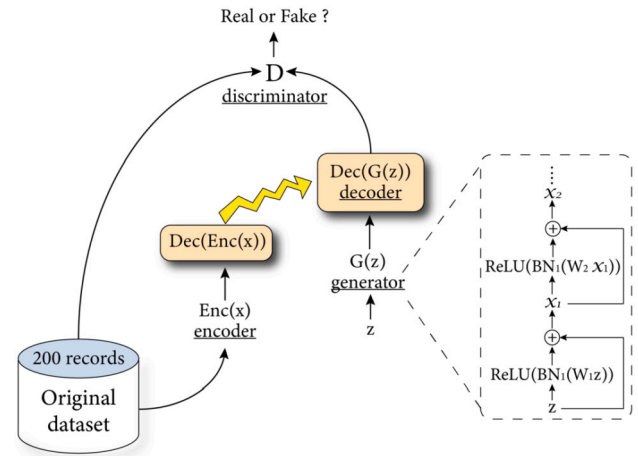 Real or Fake ?
D
discriminator
Dec(G(z))
decoder
Dec(Enc(x))
G(z)
generator
z
Enc(x)
encoder
200 records
Original
dataset
....
x₂
+
ReLU(BN₁(W₂ x₁))
x₁
+
ReLU(BN₁(W₁z))
z